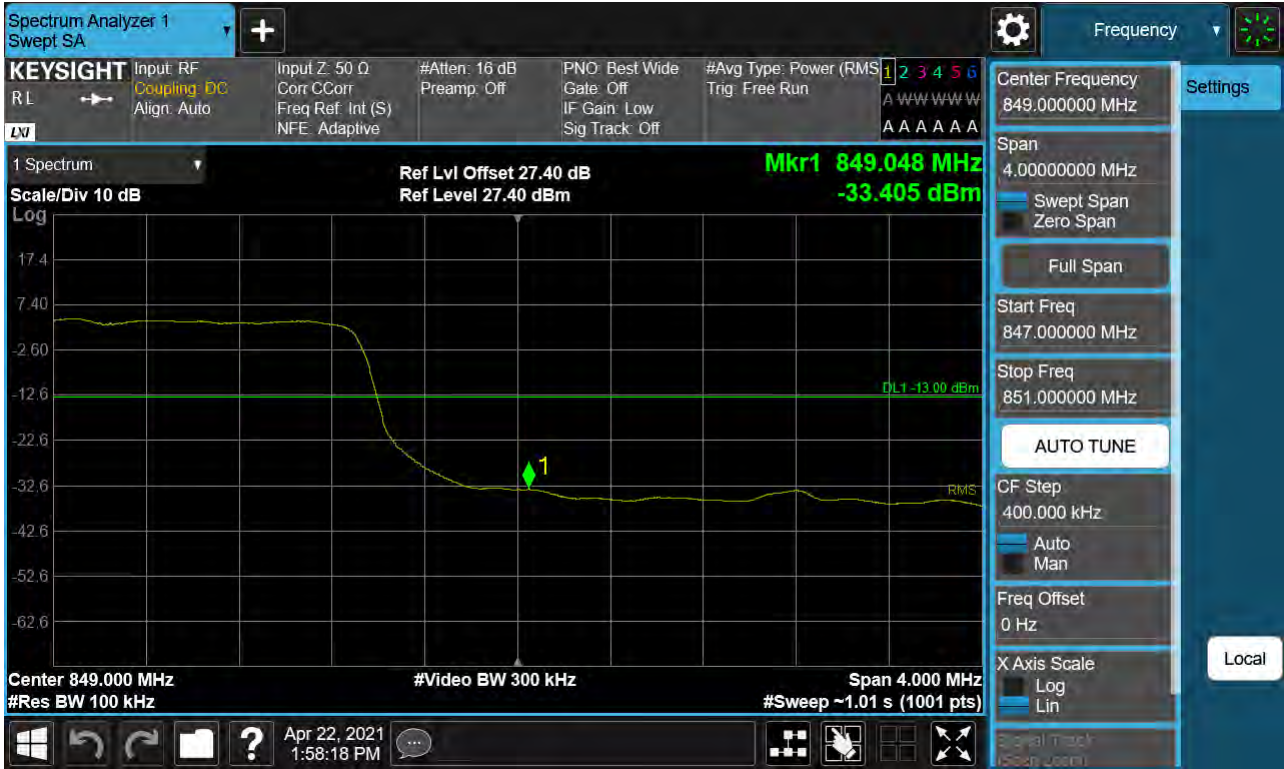 Spectrum Analyzer 1
Swept SA
+
Frequency
KEYSIGHT
R L
LXI
Input: RF
Coupling: DC
Align: Auto
Input Z: 50 Ω
Corr CCorr
Freq Ref: Int (S)
NFE: Adaptive
#Atten: 16 dB
Preamp: Off
PNO: Best Wide
Gate: Off
IF Gain: Low
Sig Track: Off
#Avg Type: Power (RMS
Trig: Free Run
1 2 3 4 5 6
A W W W W W
A A A A A A
1 Spectrum
Scale/Div 10 dB
Log
Ref Lvl Offset 27.40 dB
Ref Level 27.40 dBm
Mkr1 849.048 MHz
-33.405 dBm
17.4
7.40
-2.60
-12.6
-22.6
-32.6
-42.6
-52.6
-62.6
DL1 -13.00 dBm
1
RMS
Center 849.000 MHz
#Res BW 100 kHz
#Video BW 300 kHz
Span 4.000 MHz
#Sweep ~1.01 s (1001 pts)
Center Frequency
849.000000 MHz
Span
4.00000000 MHz
Swept Span
Zero Span
Full Span
Start Freq
847.000000 MHz
Stop Freq
851.000000 MHz
AUTO TUNE
CF Step
400.000 kHz
Auto
Man
Freq Offset
0 Hz
X Axis Scale
Log
Lin
Signal Track
(Span Zoom)
Settings
Local
?
Apr 22, 2021
1:58:18 PM